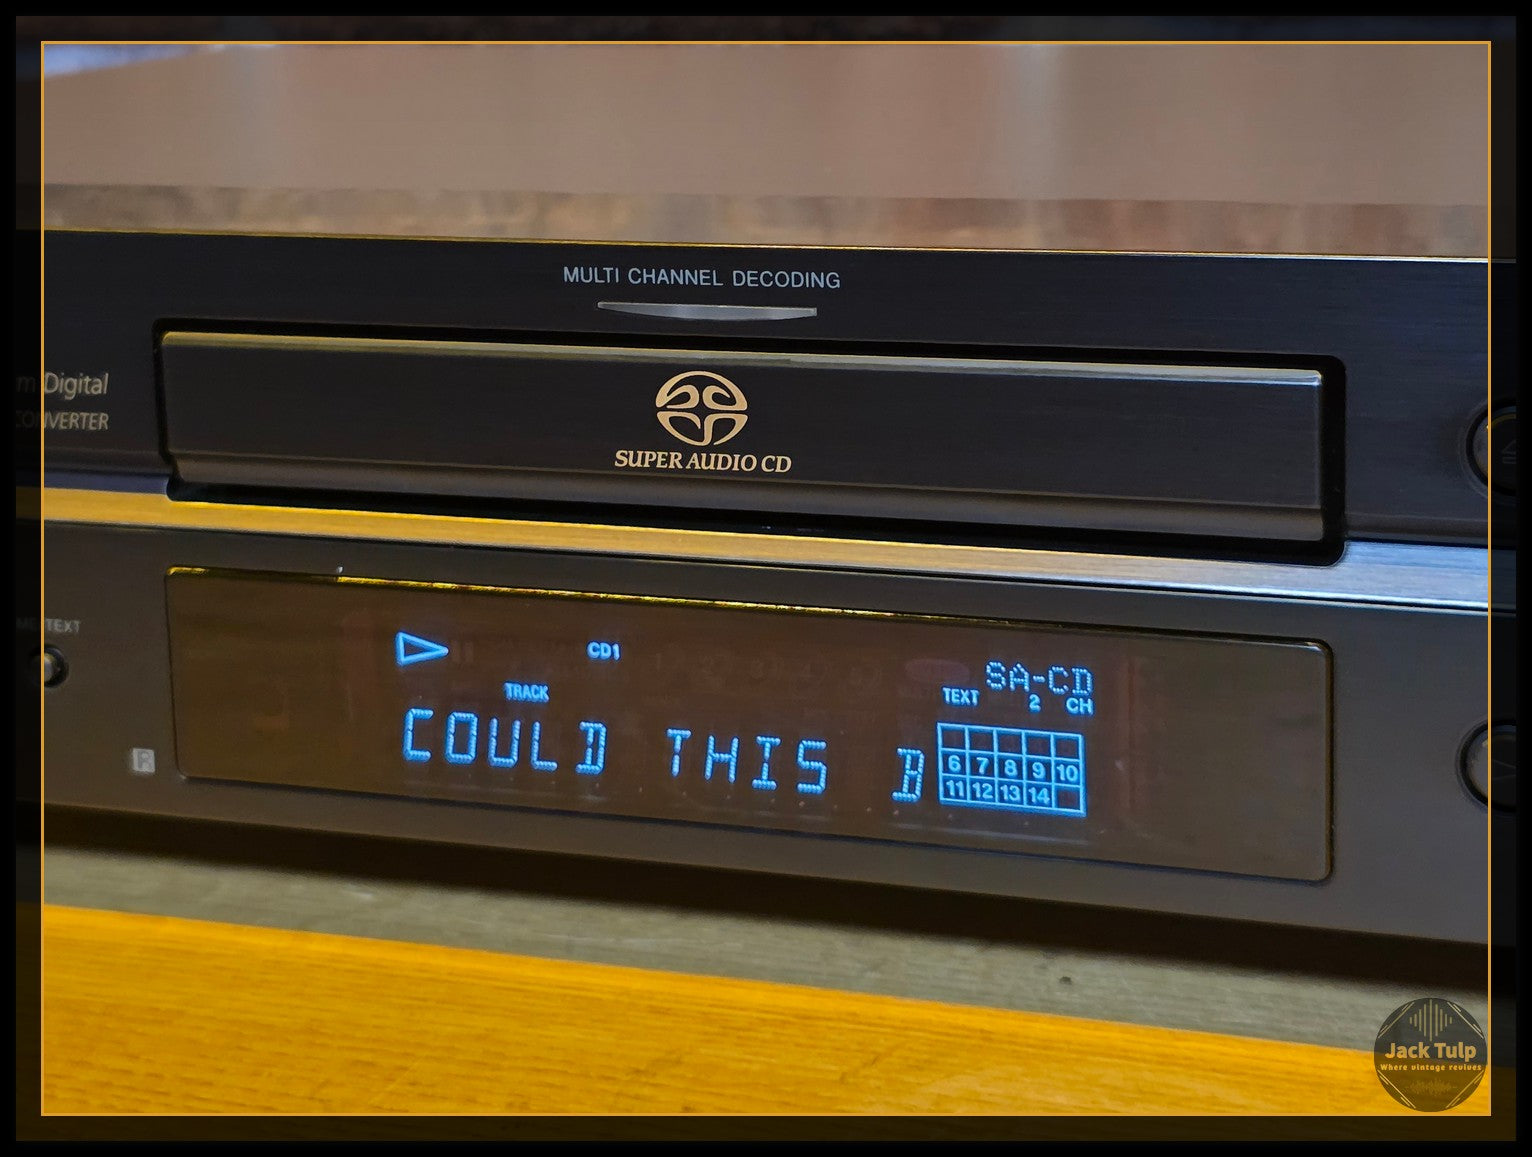 MULTI CHANNEL DECODING
m Digital
CONVERTER
SUPER AUDIO CD
TEXT
CD1
SA-CD
TRACK
TEXT 2 CH
COULD THIS B
6 7 8 9 10
11 12 13 14
Jack Tulp
Where vintage revives